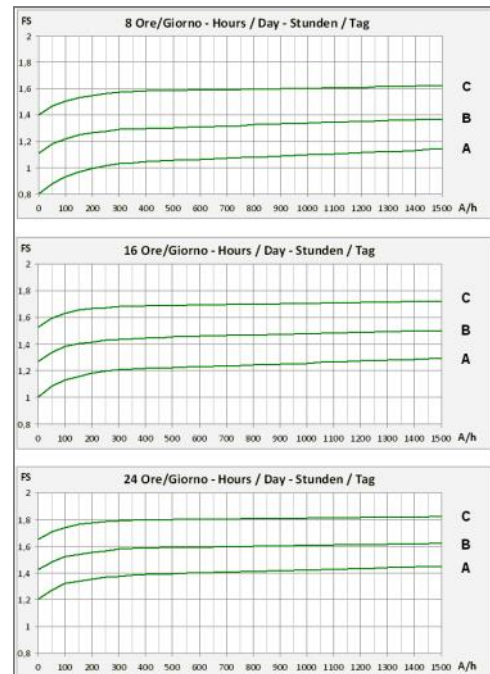 FS 8 Ore/Giorno - Hours / Day - Stunden / Tag
2
1,8
1,6 C
1,4 B
1,2 A
1
0,8
0 100 200 300 400 500 600 700 800 900 1000 1100 1200 1300 1400 1500 A/h
FS 16 Ore/Giorno - Hours / Day - Stunden / Tag
2
1,8 C
1,6 B
1,4 A
1,2
1
0,8
0 100 200 300 400 500 600 700 800 900 1000 1100 1200 1300 1400 1500 A/h
FS 24 Ore/Giorno - Hours / Day - Stunden / Tag
2
1,8 C
1,6 B
1,4 A
1,2
1
0,8
0 100 200 300 400 500 600 700 800 900 1000 1100 1200 1300 1400 1500 A/h